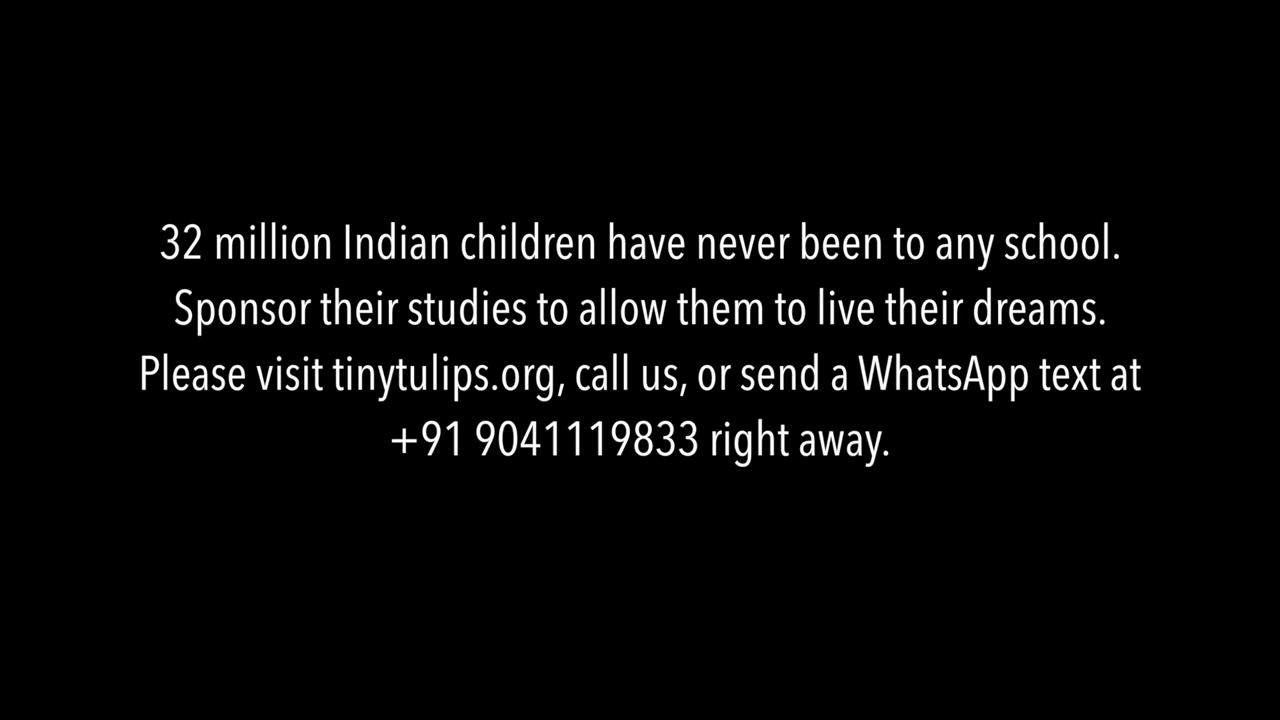 32 million Indian children have never been to any school.
Sponsor their studies to allow them to live their dreams.
Please visit tinytulips.org, call us, or send a WhatsApp text at
+91 9041119833 right away.